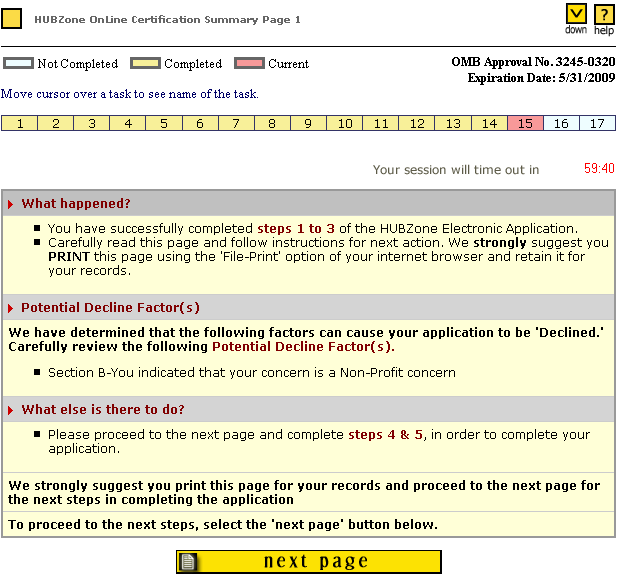 HUBZone OnLine Certification Summary Page 1
down help
Not Completed Completed Current
OMB Approval No. 3245-0320
Expiration Date: 5/31/2009
Move cursor over a task to see name of the task.
1 2 3 4 5 6 7 8 9 10 11 12 13 14 15 16 17
Your session will time out in 59:40
What happened?
You have successfully completed steps 1 to 3 of the HUBZone Electronic Application.
Carefully read this page and follow instructions for next action. We strongly suggest you
PRINT this page using the 'File-Print' option of your internet browser and retain it for
your records.
Potential Decline Factor(s)
We have determined that the following factors can cause your application to be 'Declined.'
Carefully review the following Potential Decline Factor(s).
Section B-You indicated that your concern is a Non-Profit concern
What else is there to do?
Please proceed to the next page and complete steps 4 & 5, in order to complete your
application.
We strongly suggest you print this page for your records and proceed to the next page for
the next steps in completing the application
To proceed to the next steps, select the 'next page' button below.
next page